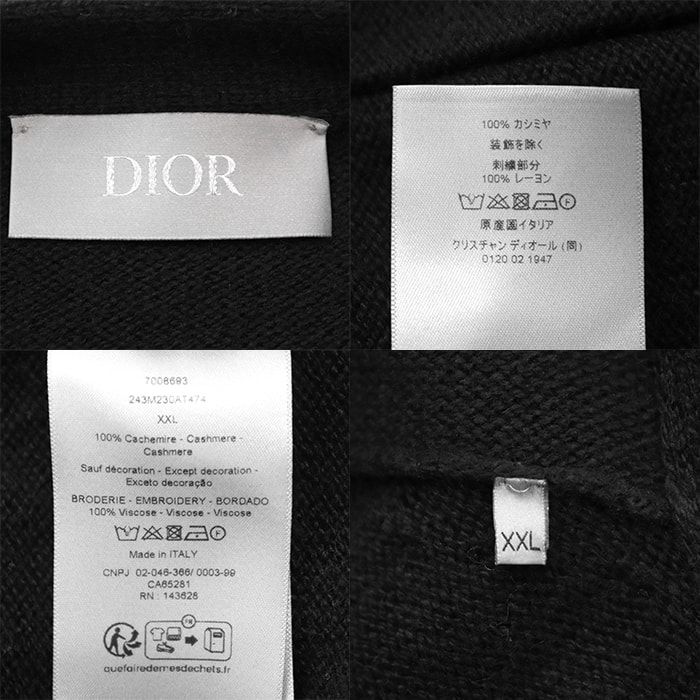 DIOR
100% カシミヤ
装飾を除く
刺繍部分
100% レーヨン
原産国イタリア
クリスチャン ディオール (同)
0120 02 1947
7008693
243M230AT474
XXL
100% Cachemire - Cashmere -
Cashmere
Sauf décoration - Except decoration -
Exceto decoração
BRODERIE - EMBROIDERY - BORDADO
100% Viscose - Viscose - Viscose
Made in ITALY
CNPJ 02-046-366/ 0003-99
CA65281
RN : 143628
FR
quefairedemesdechets.fr
XXL